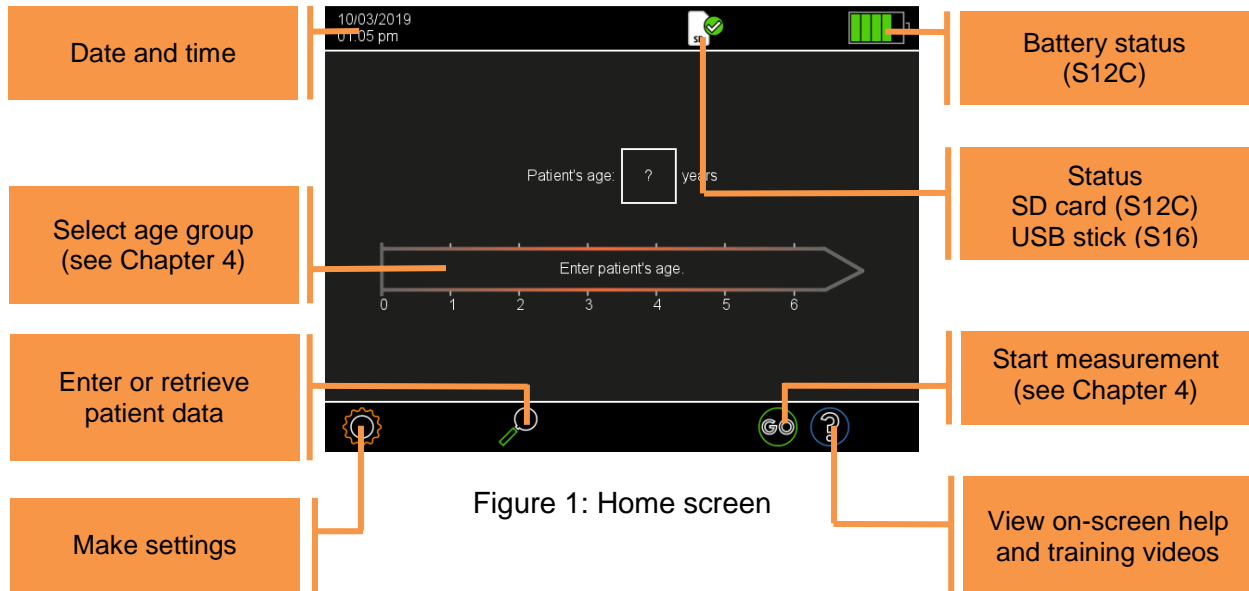 Date and time
10/03/2019
01:05 pm
SD
Battery status
(S12C)
Patient's age:
?
years
Status
SD card (S12C)
USB stick (S16)
Select age group
(see Chapter 4)
Enter patient's age.
0 1 2 3 4 5 6
Enter or retrieve
patient data
Start measurement
(see Chapter 4)
GO
?
Figure 1: Home screen
Make settings
View on-screen help
and training videos